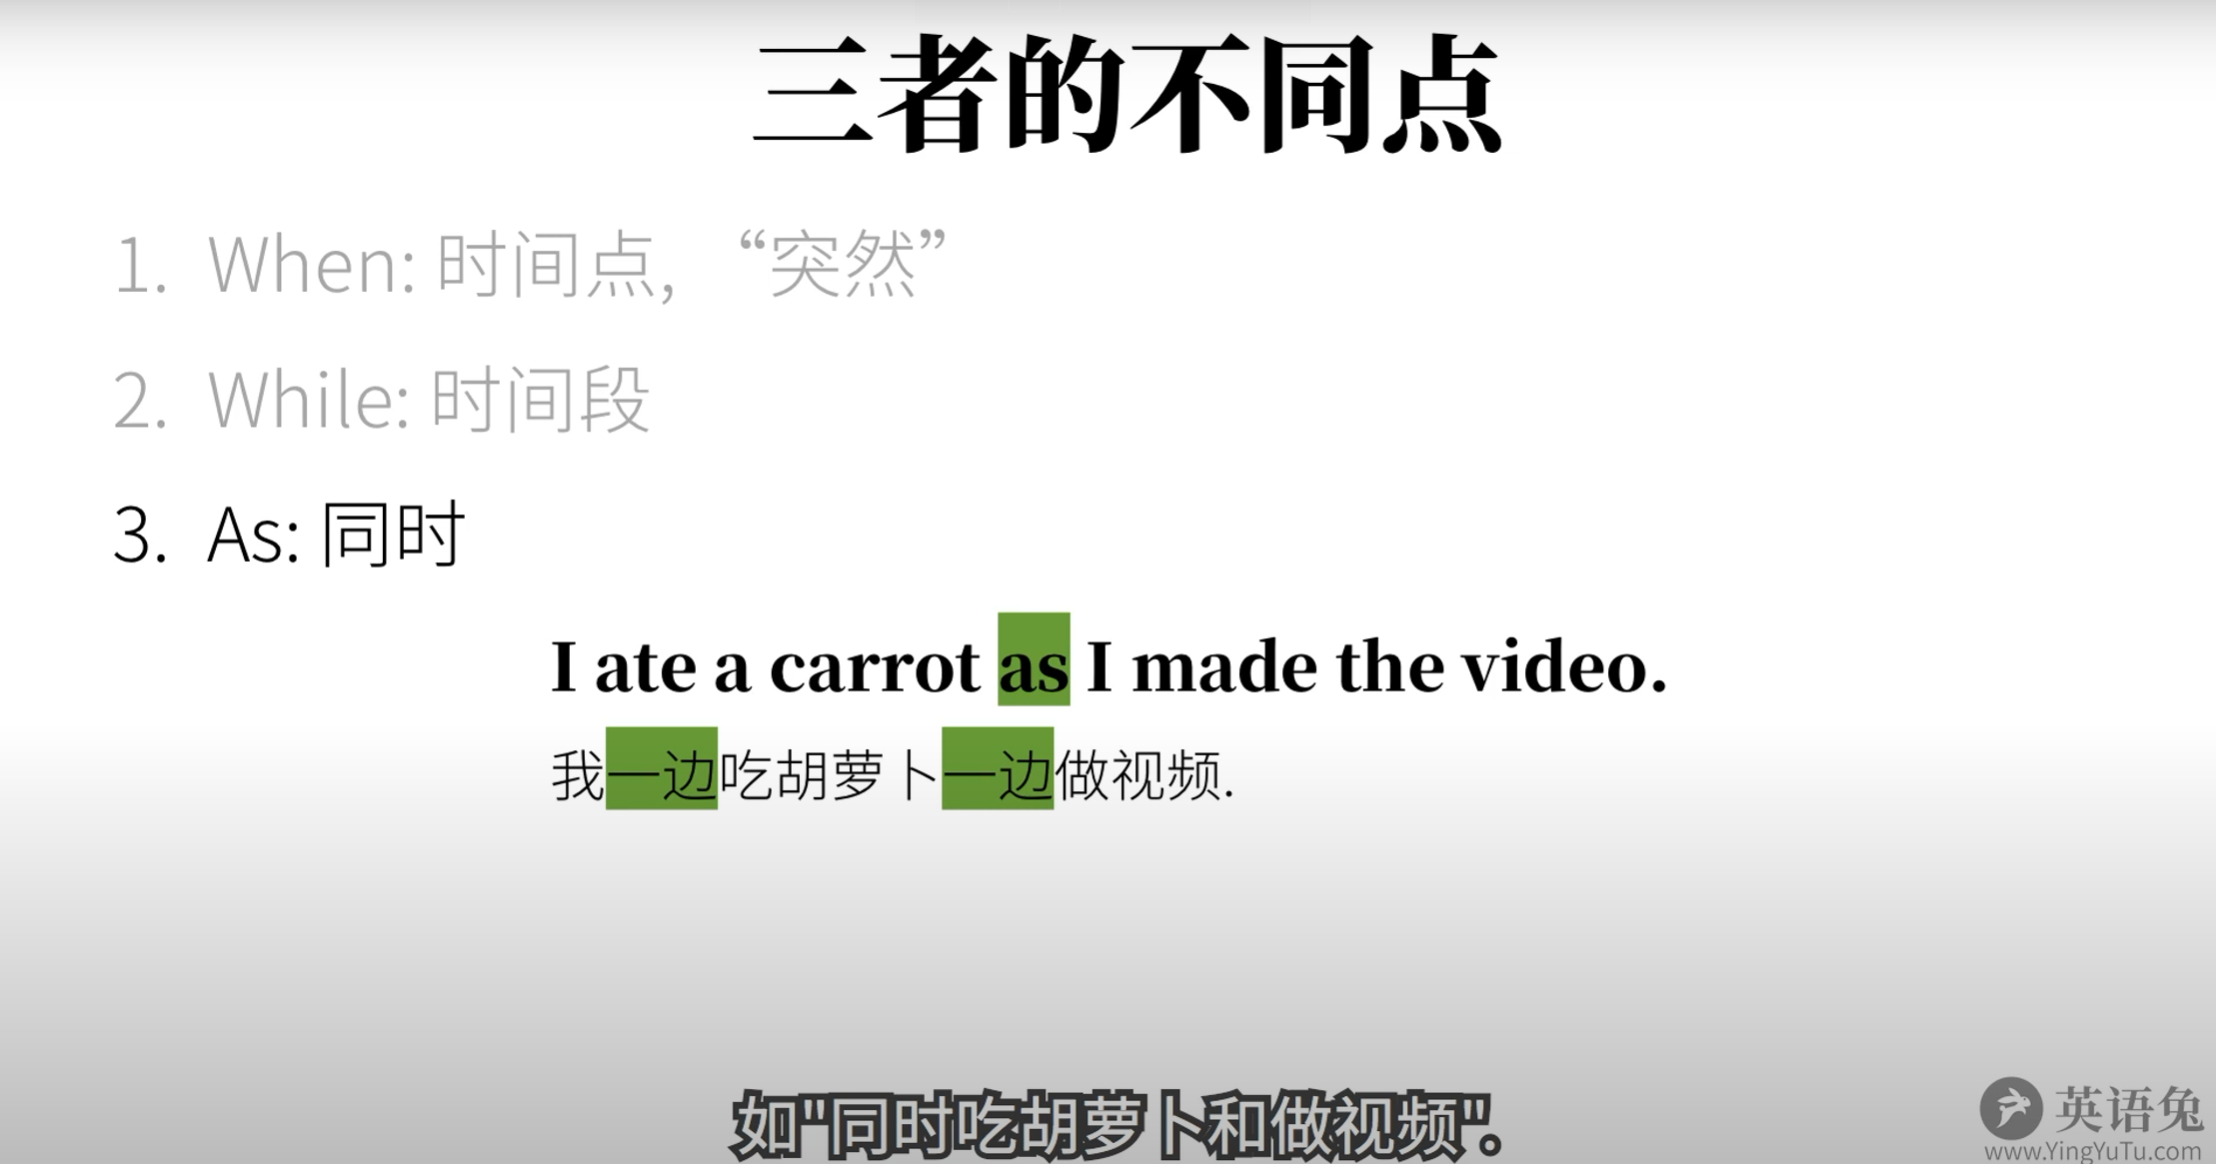 三者的不同点
1. When: 时间点, “突然”
2. While: 时间段
3. As: 同时
I ate a carrot as I made the video.
我一边吃胡萝卜一边做视频.
如"同时吃胡萝卜和做视频"。
英语兔
www.YingYuTu.com